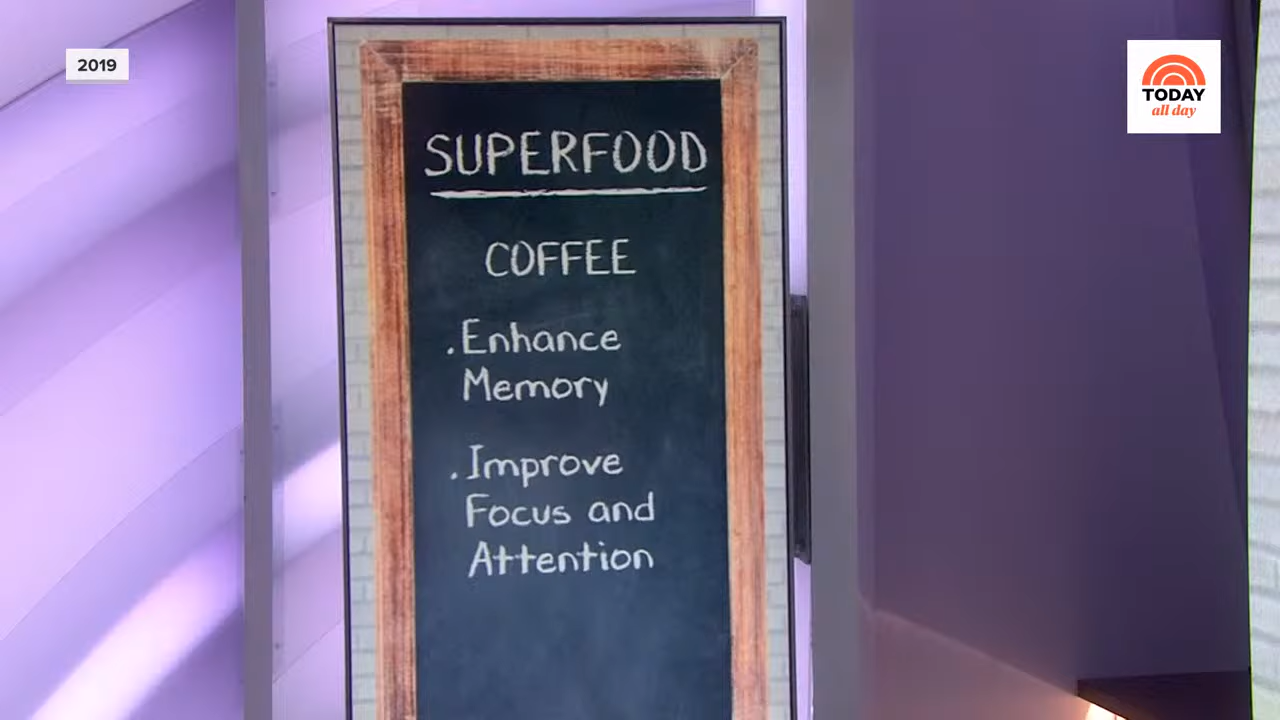 2019
TODAY
all day
SUPERFOOD
COFFEE
.Enhance
Memory
.Improve
Focus and
Attention